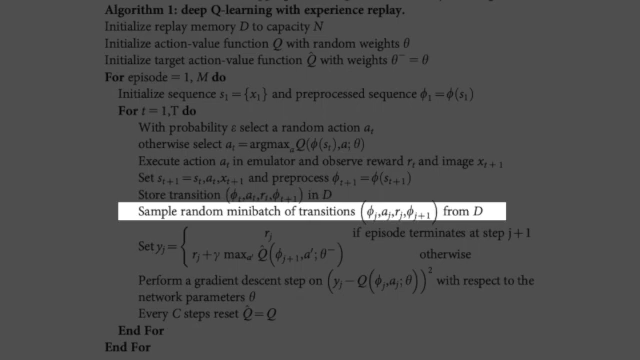 Algorithm 1: deep Q-learning with experience replay.
Initialize replay memory D to capacity N
Initialize action-value function Q with random weights θ
Initialize target action-value function Q̂ with weights θ⁻ = θ
For episode = 1, M do
Initialize sequence s₁ = {x₁} and preprocessed sequence ϕ₁ = ϕ(s₁)
For t = 1,T do
With probability ε select a random action aₜ
otherwise select aₜ = argmaxₐ Q(ϕ(sₜ),a; θ)
Execute action aₜ in emulator and observe reward rₜ and image xₜ₊₁
Set sₜ₊₁ = sₜ,aₜ,xₜ₊₁ and preprocess ϕₜ₊₁ = ϕ(sₜ₊₁)
Store transition (ϕₜ,aₜ,rₜ,ϕₜ₊₁) in D
Sample random minibatch of transitions (ϕⱼ,aⱼ,rⱼ,ϕⱼ₊₁) from D
Set yⱼ = { rⱼ if episode terminates at step j+1
rⱼ + γ maxₐ′ Q̂(ϕⱼ₊₁,a′; θ⁻) otherwise
Perform a gradient descent step on (yⱼ − Q(ϕⱼ,aⱼ; θ))² with respect to the
network parameters θ
Every C steps reset Q̂ = Q
End For
End For